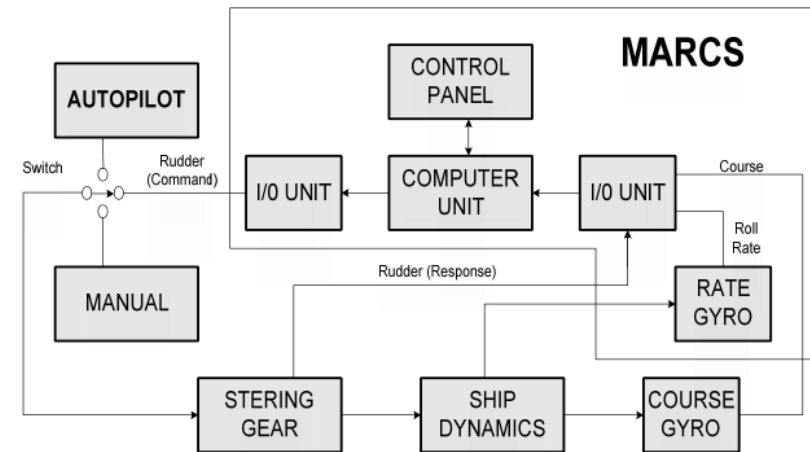 MARCS
CONTROL
PANEL
AUTOPILOT
Switch
Rudder
(Command)
I/0 UNIT
COMPUTER
UNIT
I/0 UNIT
Course
Roll
Rate
Rudder (Response)
MANUAL
RATE
GYRO
STERING
GEAR
SHIP
DYNAMICS
COURSE
GYRO